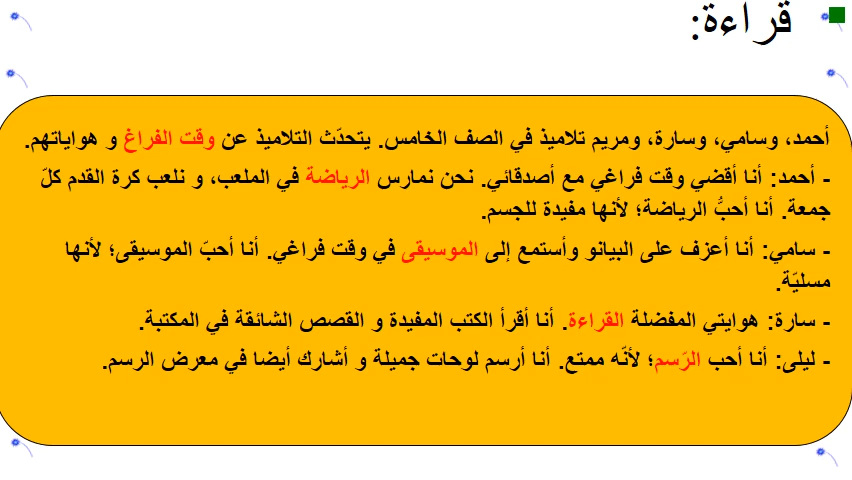 قراءة:
أحمد، وسامي، وسارة، ومريم تلاميذ في الصف الخامس. يتحدّث التلاميذ عن وقت الفراغ و هواياتهم.
- أحمد: أنا أقضي وقت فراغي مع أصدقائي. نحن نمارس الرياضة في الملعب، و نلعب كرة القدم كلّ
جمعة. أنا أحبُّ الرياضة؛ لأنها مفيدة للجسم.
- سامي: أنا أعزف على البيانو وأستمع إلى الموسيقى في وقت فراغي. أنا أحبّ الموسيقى؛ لأنها
مسليّة.
- سارة: هوايتي المفضلة القراءة. أنا أقرأ الكتب المفيدة و القصص الشائقة في المكتبة.
- ليلى: أنا أحب الرّسم؛ لأنّه ممتع. أنا أرسم لوحات جميلة و أشارك أيضا في معرض الرسم.